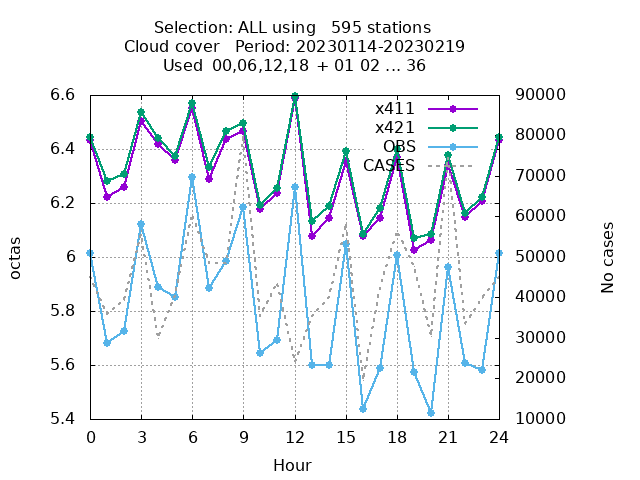 Selection: ALL using   595 stations
Cloud cover   Period: 20230114-20230219
Used  00,06,12,18  + 01 02 ... 36
x411
x421
OBS
CASES
6.6
6.4
6.2
6
5.8
5.6
5.4
90000
80000
70000
60000
50000
40000
30000
20000
10000
octas
No cases
0 3 6 9 12 15 18 21 24
Hour